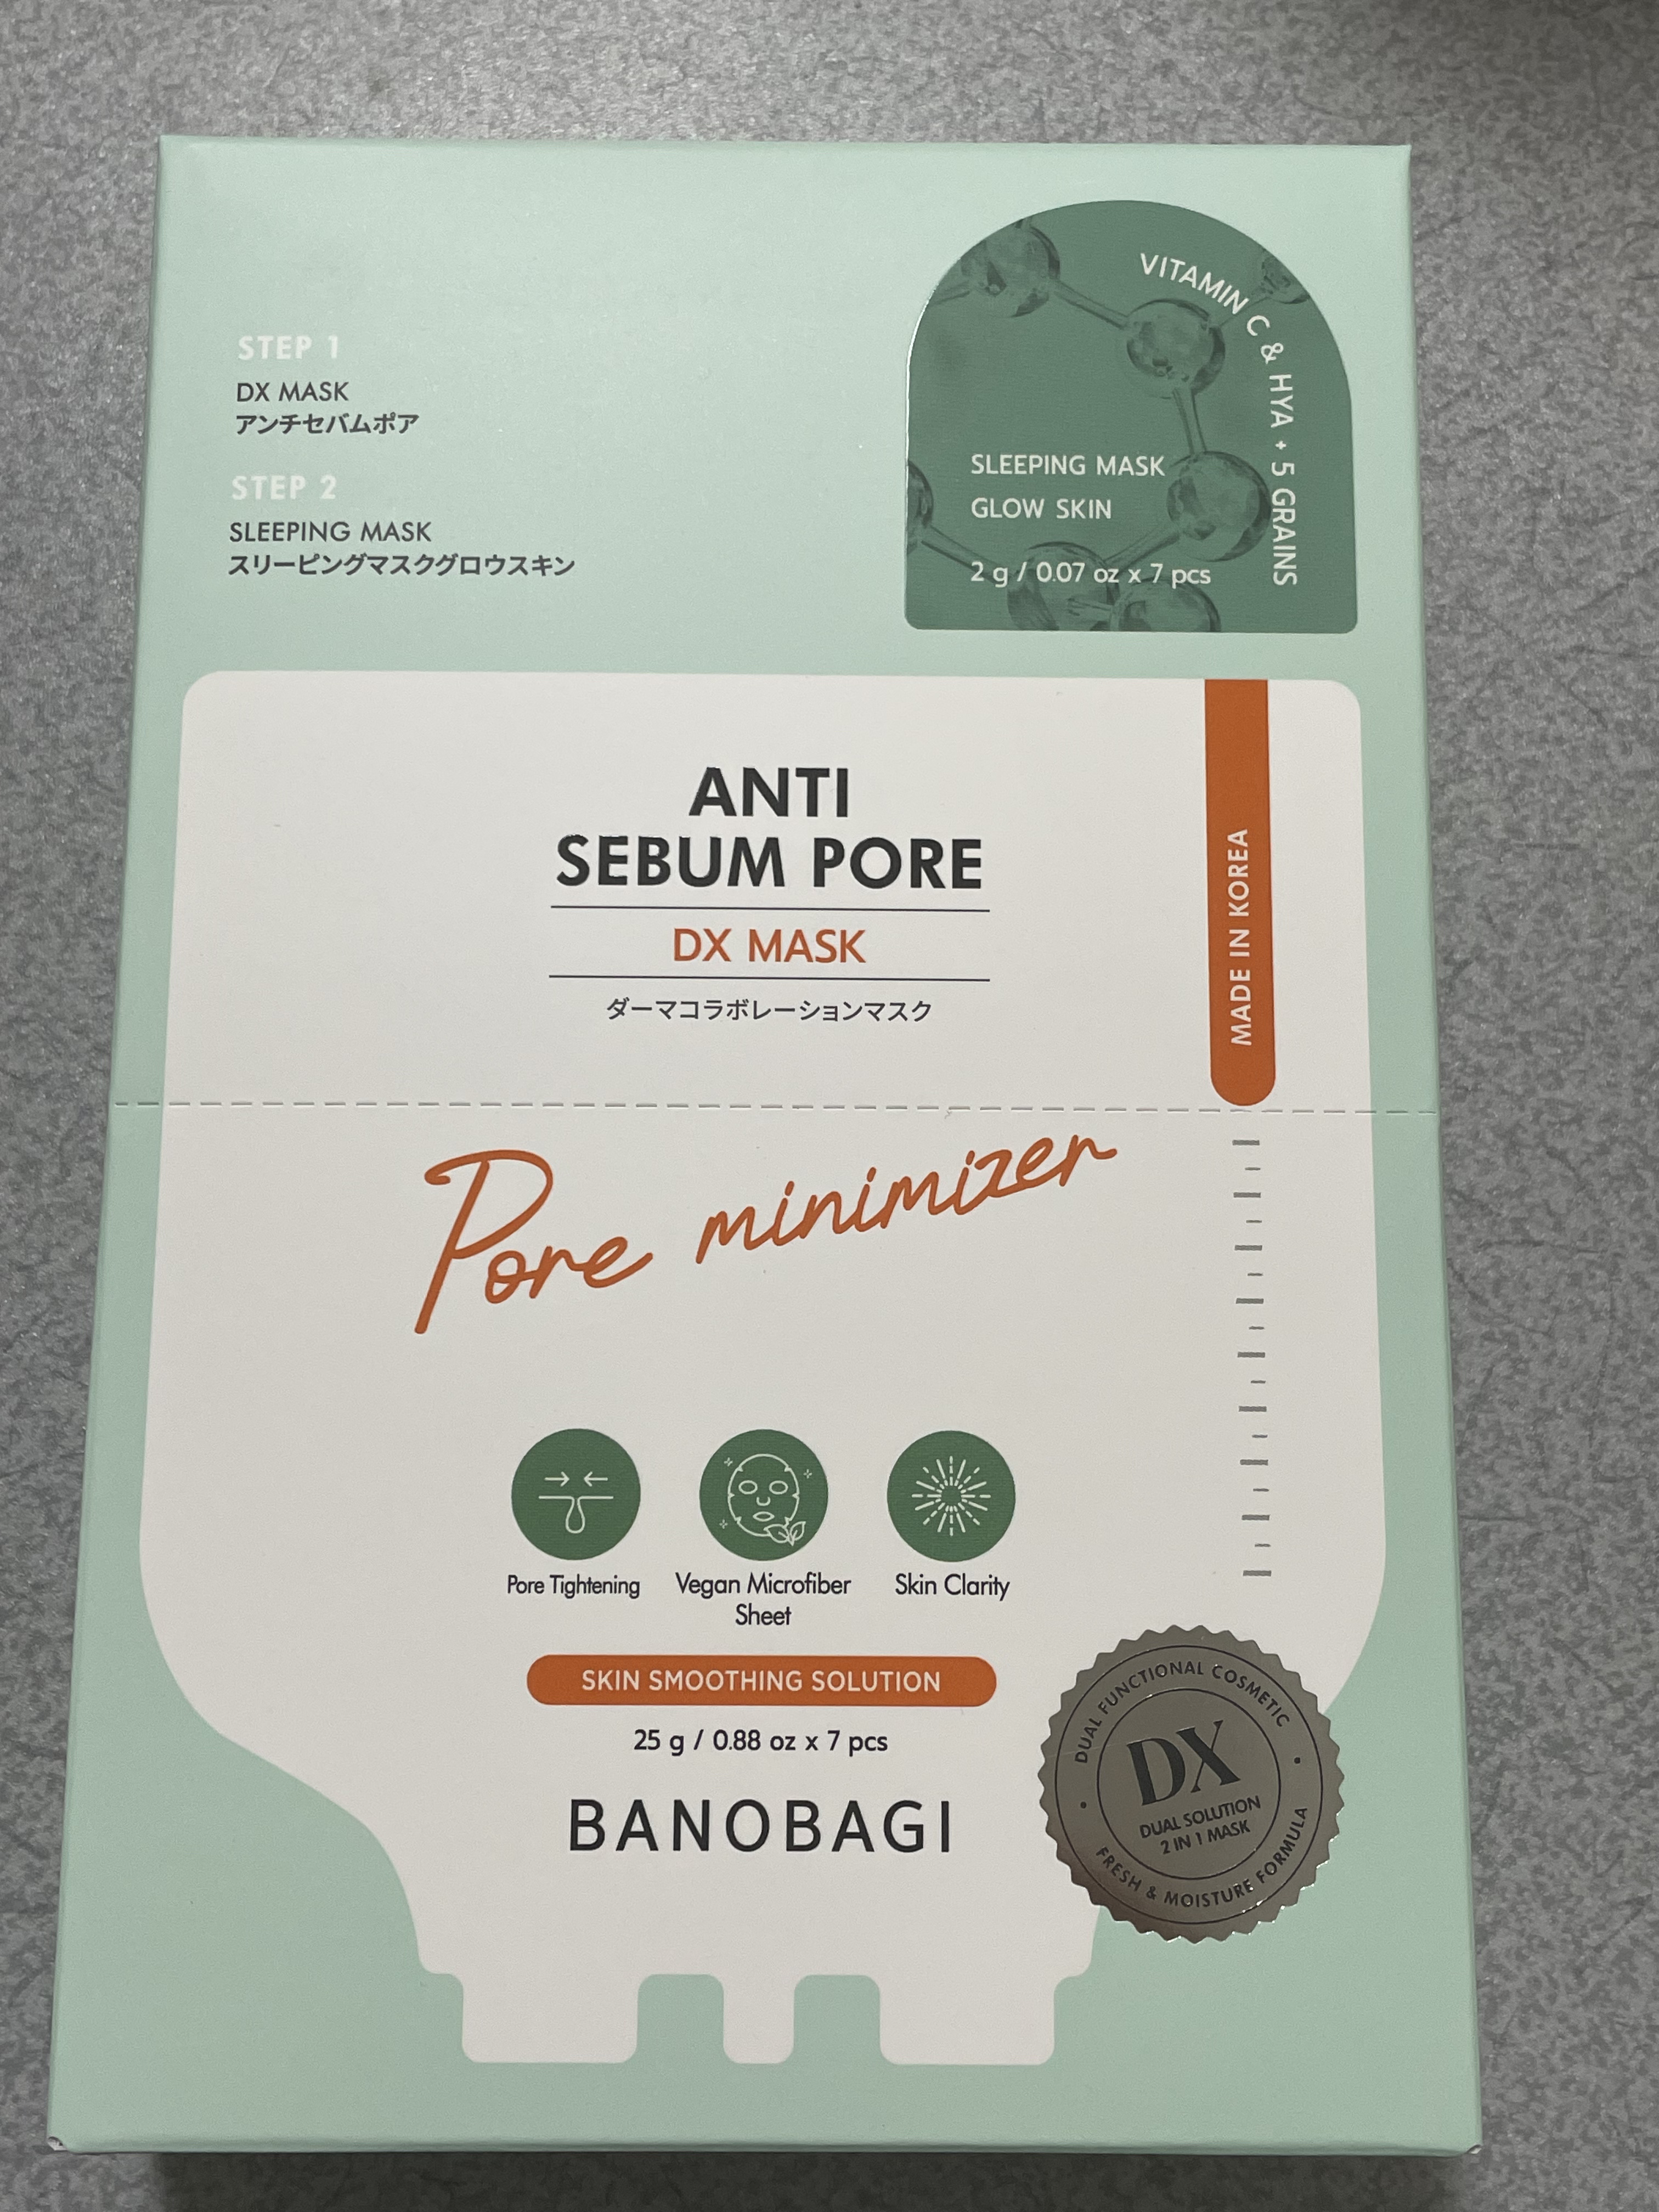 STEP 1
DX MASK
アンチセバムポア
STEP 2
SLEEPING MASK
スリーピングマスクグロウスキン
VITAMIN C & HYA + 5 GRAINS
SLEEPING MASK
GLOW SKIN
2 g / 0.07 oz x 7 pcs
ANTI
SEBUM PORE
DX MASK
ダーマコラボレーションマスク
MADE IN KOREA
Pore minimizer
Pore Tightening
Vegan Microfiber
Sheet
Skin Clarity
SKIN SMOOTHING SOLUTION
25 g / 0.88 oz x 7 pcs
BANOBAGI
DUAL FUNCTIONAL COSMETIC
DX
DUAL SOLUTION
2 IN 1 MASK
FRESH & MOISTURE FORMULA